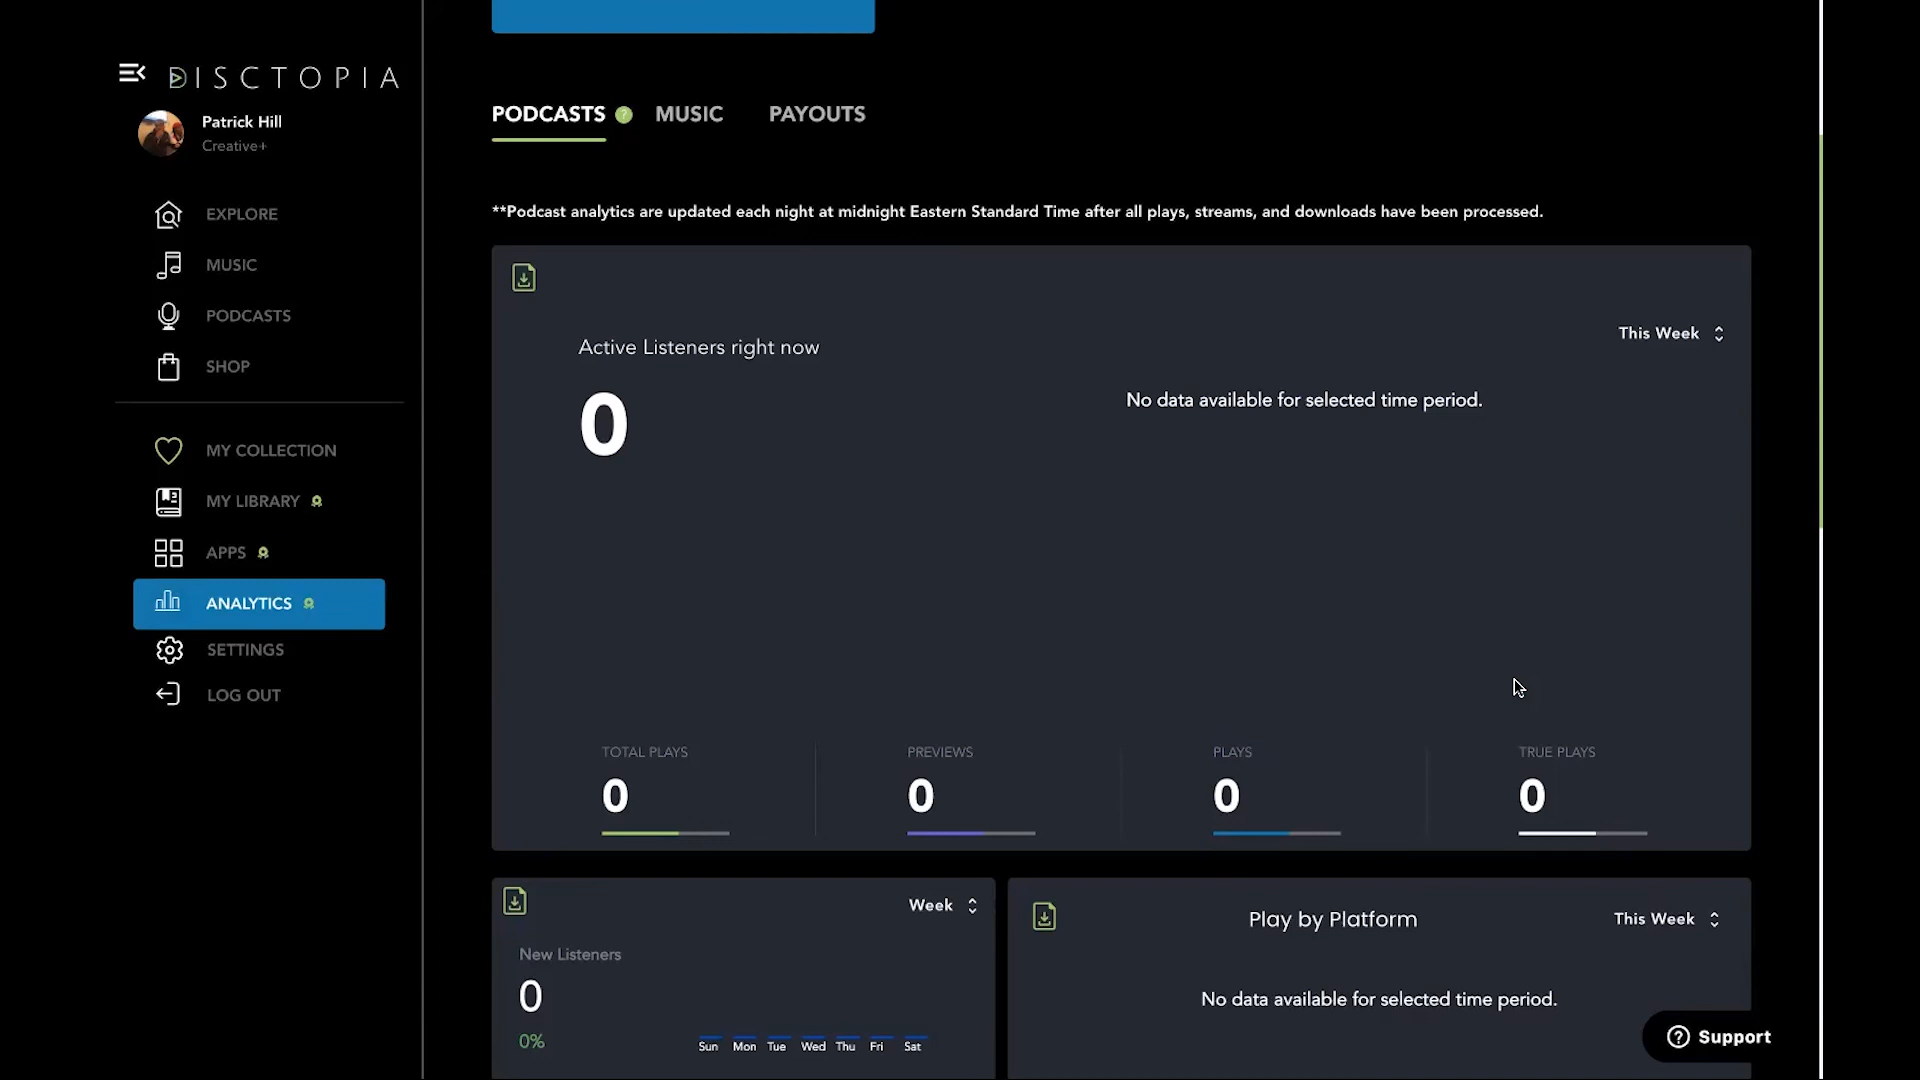 DISCTOPIA
Patrick Hill
Creative+
EXPLORE
MUSIC
PODCASTS
SHOP
MY COLLECTION
MY LIBRARY
APPS
ANALYTICS
SETTINGS
LOG OUT
PODCASTS ? MUSIC PAYOUTS
**Podcast analytics are updated each night at midnight Eastern Standard Time after all plays, streams, and downloads have been processed.
This Week
Active Listeners right now
0
No data available for selected time period.
TOTAL PLAYS PREVIEWS PLAYS TRUE PLAYS
0 0 0 0
Week
New Listeners
0
0%
Sun Mon Tue Wed Thu Fri Sat
Play by Platform
This Week
No data available for selected time period.
? Support